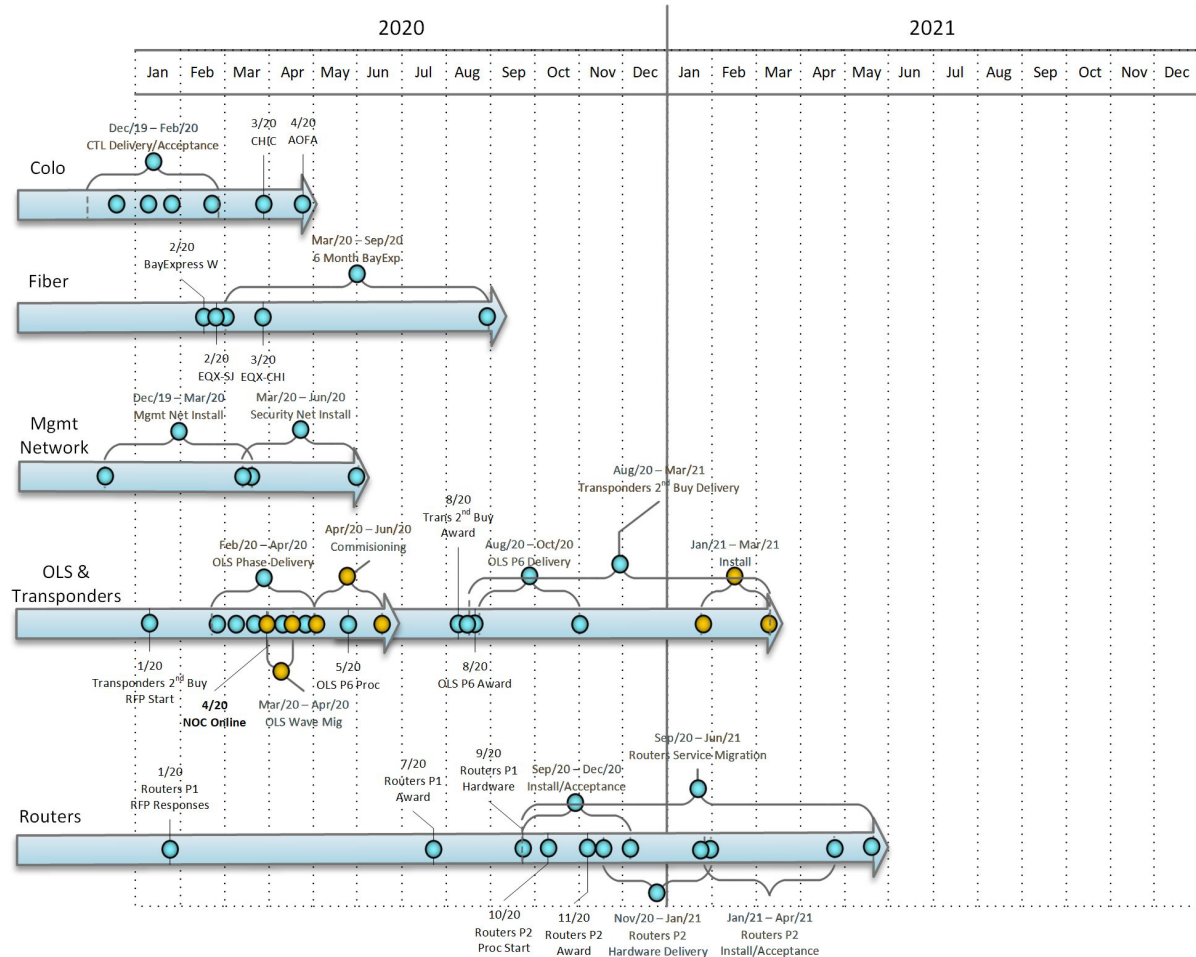 2020
2021
Jan Feb Mar Apr May Jun Jul Aug Sep Oct Nov Dec Jan Feb Mar Apr May Jun Jul Aug Sep Oct Nov Dec
Colo
Dec/19 – Feb/20
CTL Delivery/Acceptance
3/20
CHIC
4/20
AOFA
Fiber
2/20
BayExpress W
Mar/20 – Sep/20
6 Month BayExp
2/20
EQX-SJ
3/20
EQX-CHI
Mgmt
Network
Dec/19 – Mar/20
Mgmt Net Install
Mar/20 – Jun/20
Security Net Install
OLS &
Transponders
Feb/20 – Apr/20
OLS Phase Delivery
Apr/20 – Jun/20
Commisioning
8/20
Trans 2nd Buy
Award
Aug/20 – Oct/20
OLS P6 Delivery
Aug/20 – Mar/21
Transponders 2nd Buy Delivery
Jan/21 – Mar/21
Install
1/20
Transponders 2nd Buy
RFP Start
4/20
NOC Online
Mar/20 – Apr/20
OLS Wave Mig
5/20
OLS P6 Proc
8/20
OLS P6 Award
Routers
1/20
Routers P1
RFP Responses
7/20
Routers P1
Award
9/20
Routers P1
Hardware
Sep/20 – Dec/20
Install/Acceptance
Sep/20 – Jun/21
Routers Service Migration
10/20
Routers P2
Proc Start
11/20
Routers P2
Award
Nov/20 – Jan/21
Routers P2
Hardware Delivery
Jan/21 – Apr/21
Routers P2
Install/Acceptance